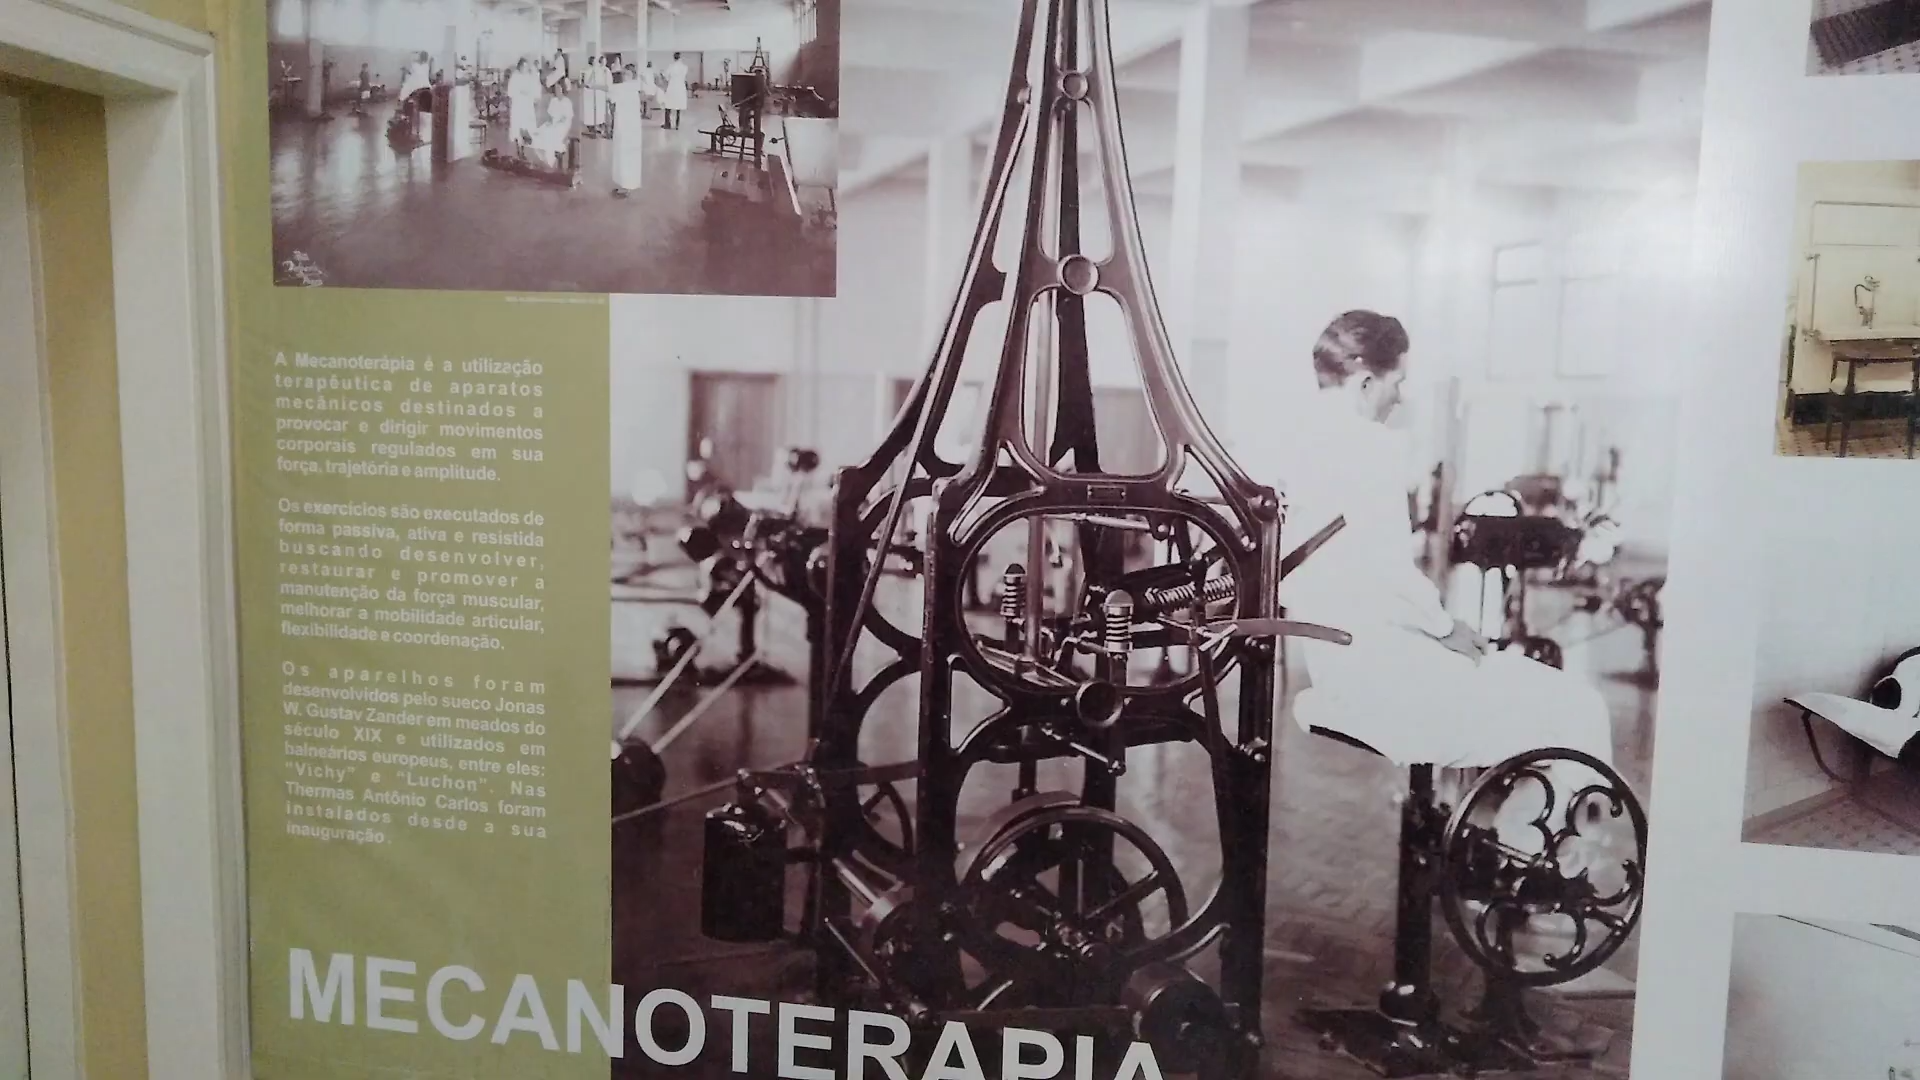 A Mecanoterápia é a utilização
terapêutica de aparatos
mecânicos destinados a
provocar e dirigir movimentos
corporais regulados em sua
força, trajetória e amplitude.
Os exercícios são executados de
forma passiva, ativa e resistida
buscando desenvolver,
restaurar e promover a
manutenção da força muscular,
melhorar a mobilidade articular,
flexibilidade e coordenação.
Os aparelhos foram
desenvolvidos pelo sueco Jonas
W. Gustav Zander em meados do
século XIX e utilizados em
balneários europeus, entre eles:
"Vichy" e "Luchon". Nas
Thermas Antônio Carlos foram
instalados desde a sua
inauguração.
MECANOTERAPIA